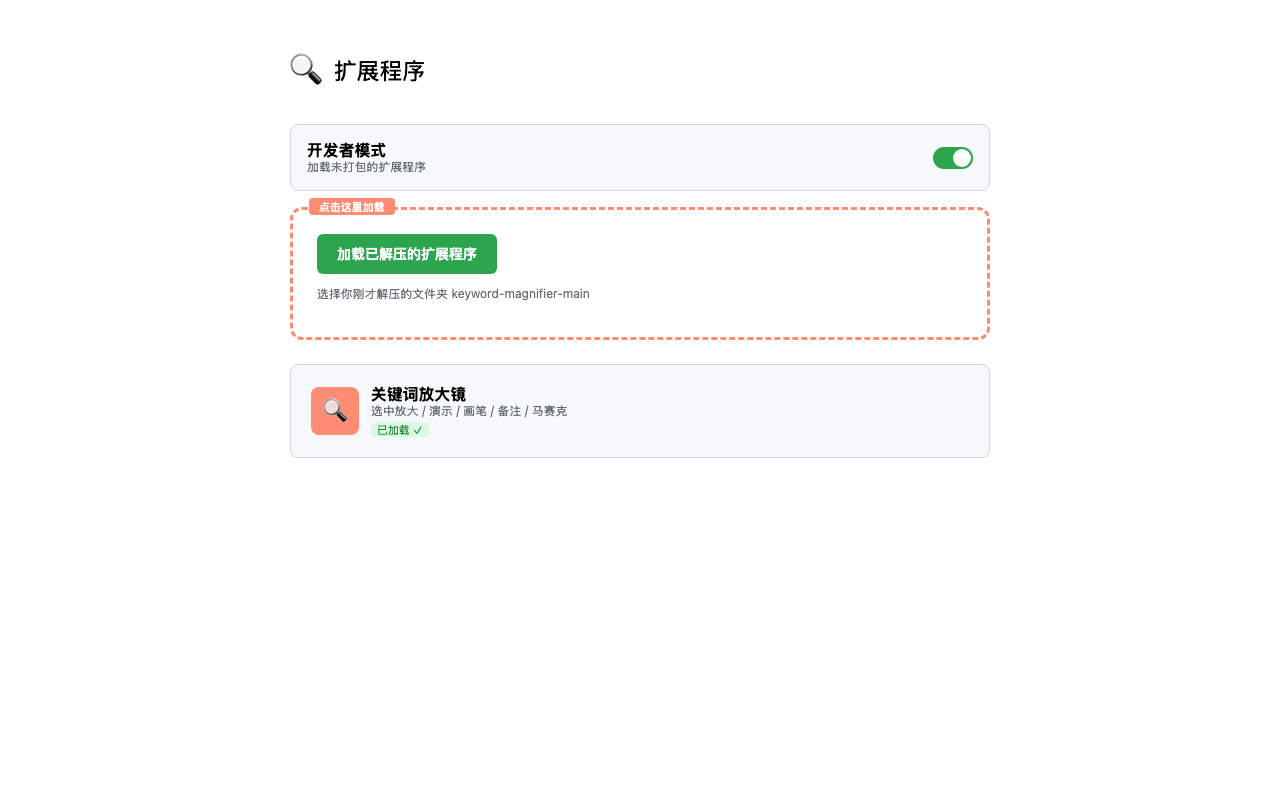 扩展程序
开发者模式
加载未打包的扩展程序
点击这里加载
加载已解压的扩展程序
选择你刚才解压的文件夹 keyword-magnifier-main
关键词放大镜
选中放大 / 演示 / 画笔 / 备注 / 马赛克
已加载 ✓